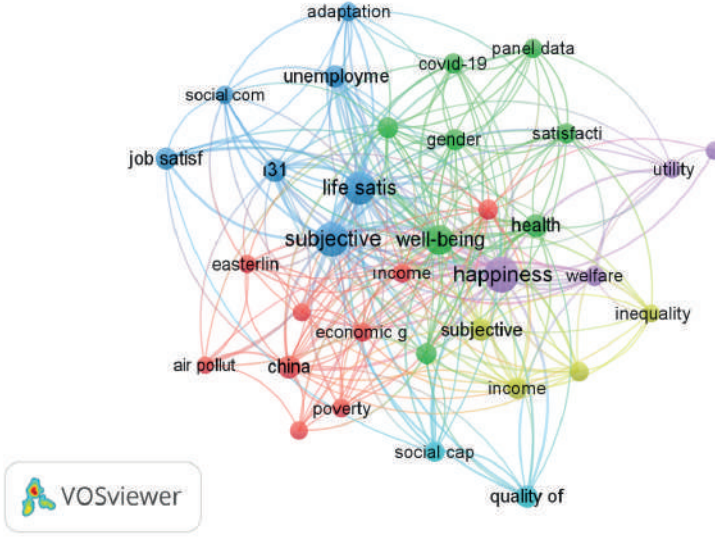 adaptation
panel data
covid-19
unemployme
social com
gender
satisfacti
job satisf
utility
i31
life satis
health
subjective
well-being
easterlin
income
happiness
welfare
inequality
economic g
subjective
air pollut
china
income
poverty
social cap
quality of
VOSviewer